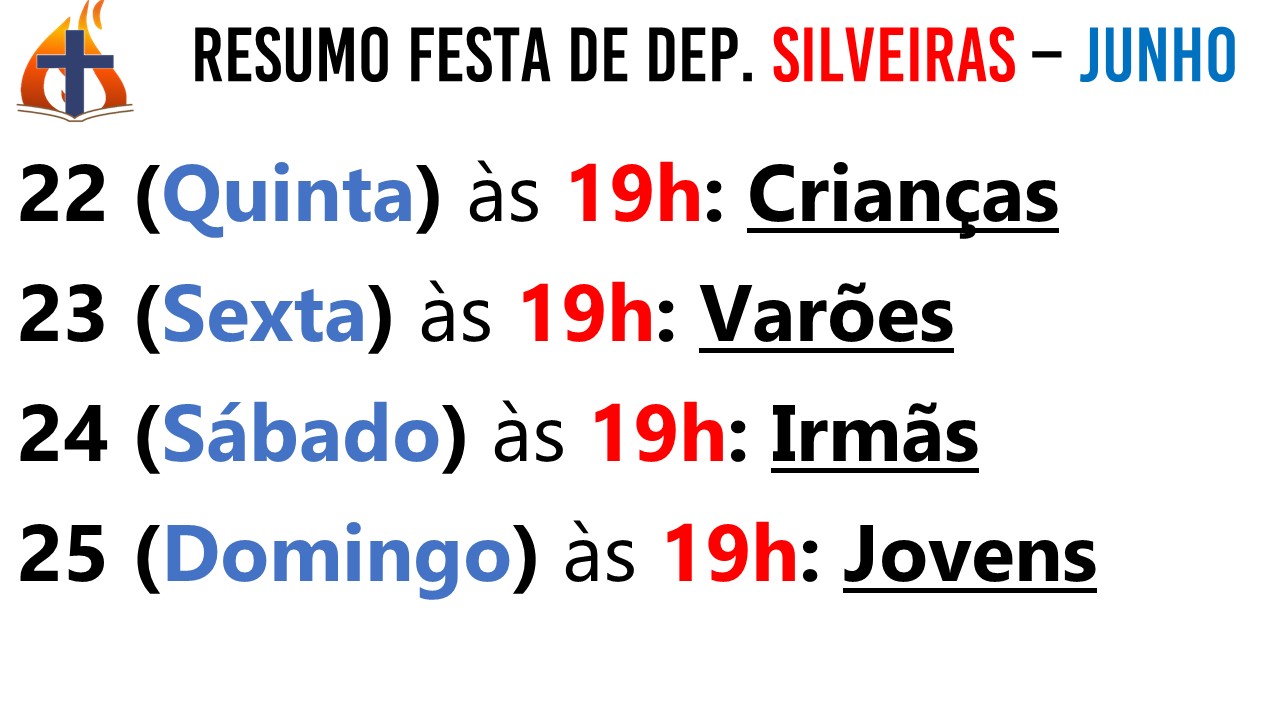 RESUMO FESTA DE DEP. SILVEIRAS – JUNHO
22 (Quinta) às 19h: Crianças
23 (Sexta) às 19h: Varões
24 (Sábado) às 19h: Irmãs
25 (Domingo) às 19h: Jovens